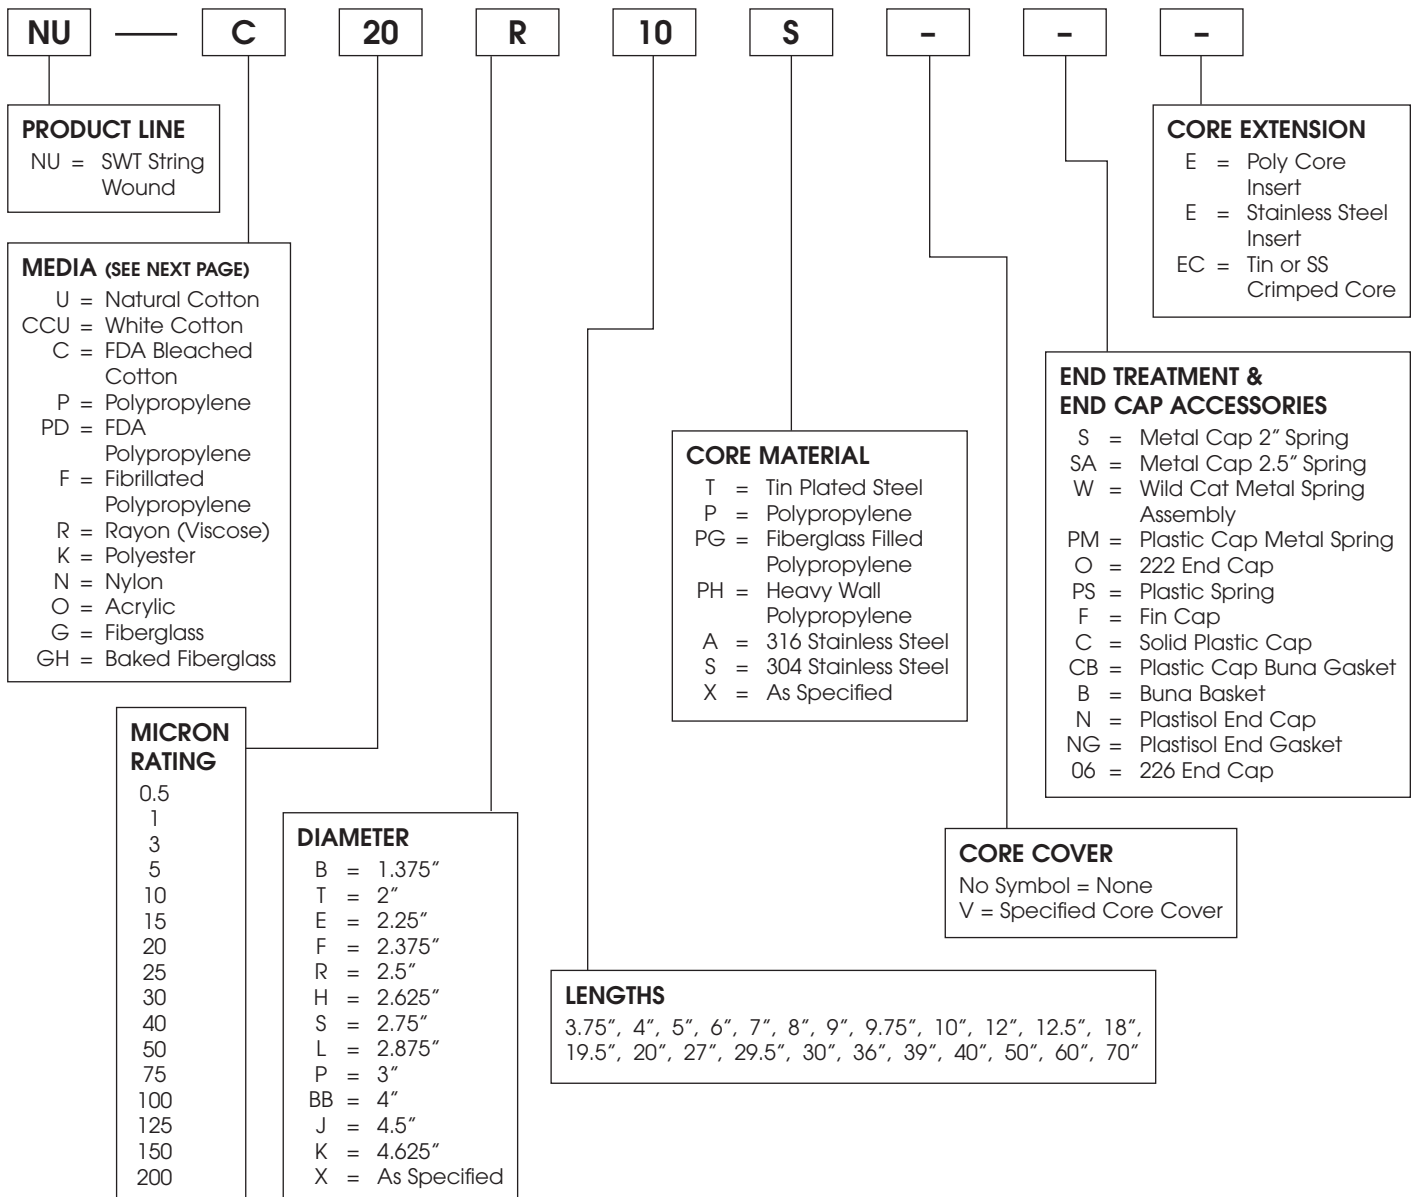 NU — C 20 R 10 S – – –
PRODUCT LINE
NU = SWT String
Wound
MEDIA (SEE NEXT PAGE)
U = Natural Cotton
CCU = White Cotton
C = FDA Bleached
Cotton
P = Polypropylene
PD = FDA
Polypropylene
F = Fibrillated
Polypropylene
R = Rayon (Viscose)
K = Polyester
N = Nylon
O = Acrylic
G = Fiberglass
GH = Baked Fiberglass
MICRON
RATING
0.5
1
3
5
10
15
20
25
30
40
50
75
100
125
150
200
DIAMETER
B = 1.375″
T = 2″
E = 2.25″
F = 2.375″
R = 2.5″
H = 2.625″
S = 2.75″
L = 2.875″
P = 3″
BB = 4″
J = 4.5″
K = 4.625″
X = As Specified
LENGTHS
3.75″, 4″, 5″, 6″, 7″, 8″, 9″, 9.75″, 10″, 12″, 12.5″, 18″,
19.5″, 20″, 27″, 29.5″, 30″, 36″, 39″, 40″, 50″, 60″, 70″
CORE MATERIAL
T = Tin Plated Steel
P = Polypropylene
PG = Fiberglass Filled
Polypropylene
PH = Heavy Wall
Polypropylene
A = 316 Stainless Steel
S = 304 Stainless Steel
X = As Specified
CORE COVER
No Symbol = None
V = Specified Core Cover
END TREATMENT &
END CAP ACCESSORIES
S = Metal Cap 2″ Spring
SA = Metal Cap 2.5″ Spring
W = Wild Cat Metal Spring
Assembly
PM = Plastic Cap Metal Spring
O = 222 End Cap
PS = Plastic Spring
F = Fin Cap
C = Solid Plastic Cap
CB = Plastic Cap Buna Gasket
B = Buna Basket
N = Plastisol End Cap
NG = Plastisol End Gasket
06 = 226 End Cap
CORE EXTENSION
E = Poly Core
Insert
E = Stainless Steel
Insert
EC = Tin or SS
Crimped Core